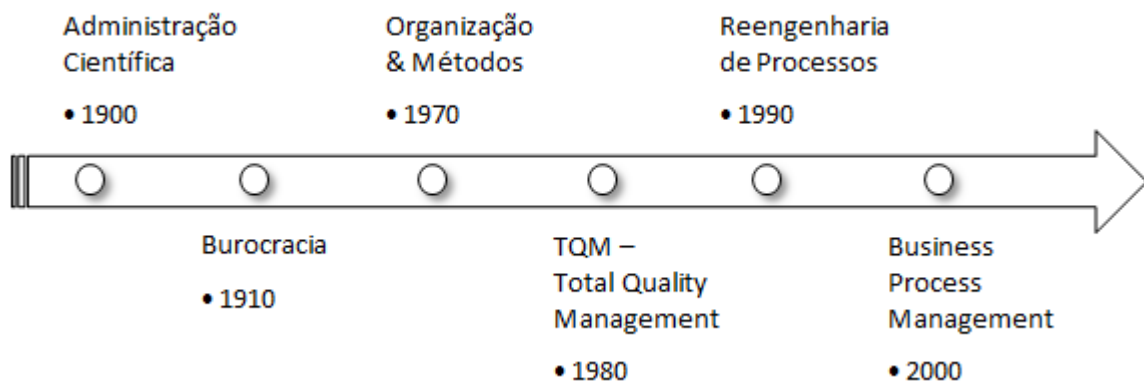 Administração
Científica
• 1900
Organização
& Métodos
• 1970
Reengenharia
de Processos
• 1990
Burocracia
• 1910
TQM –
Total Quality
Management
• 1980
Business
Process
Management
• 2000